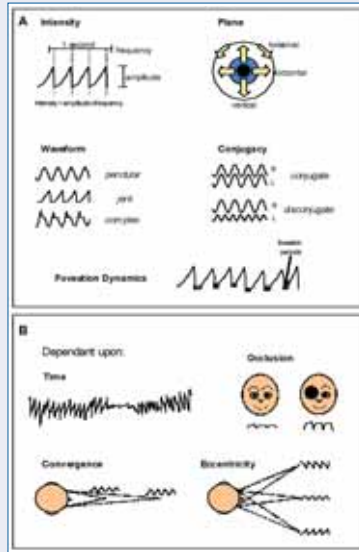 A
Intensity
Plane
1 second
frequency
amplitude
torsional
horizontal
vertical
Intensity = amplitude x frequency
Waveform
Conjugacy
pendular
jerk
complex
R
L
conjugate
R
L
disconjugate
Foveation Dynamics
B
Dependant upon:
Time
Occlusion
Convergence
Eccentricity